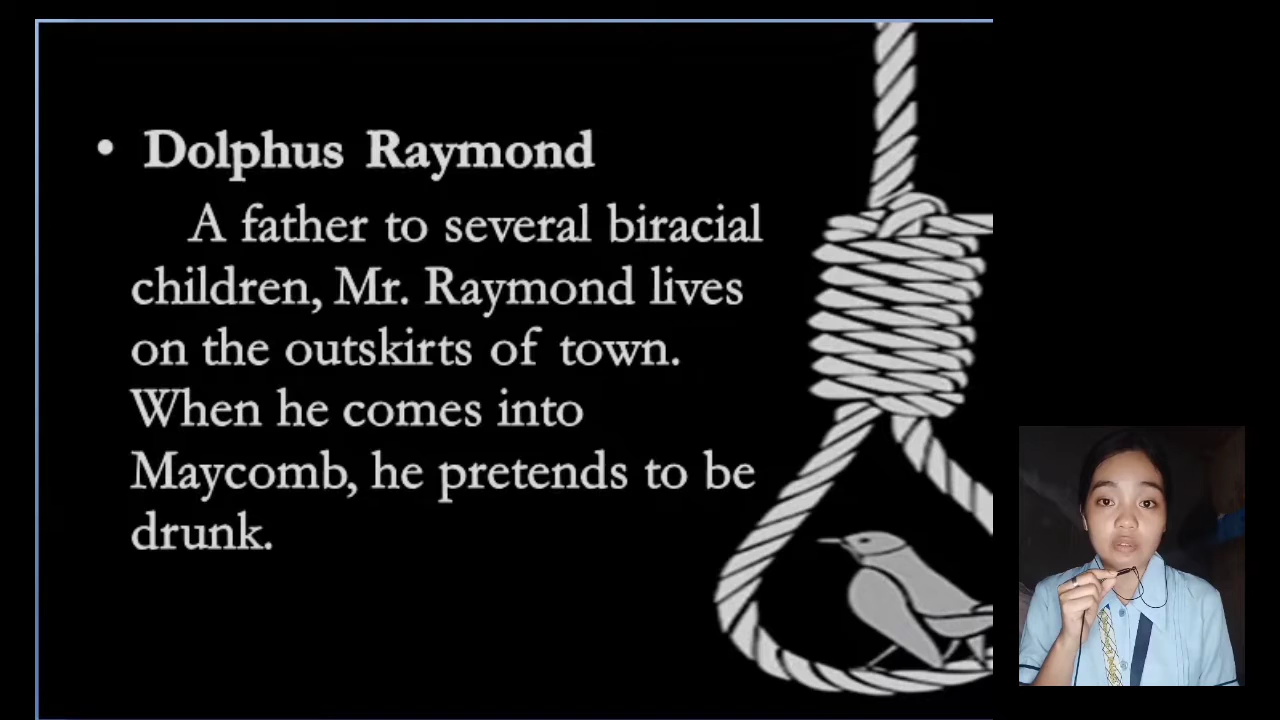 • Dolphus Raymond
A father to several biracial
children, Mr. Raymond lives
on the outskirts of town.
When he comes into
Maycomb, he pretends to be
drunk.